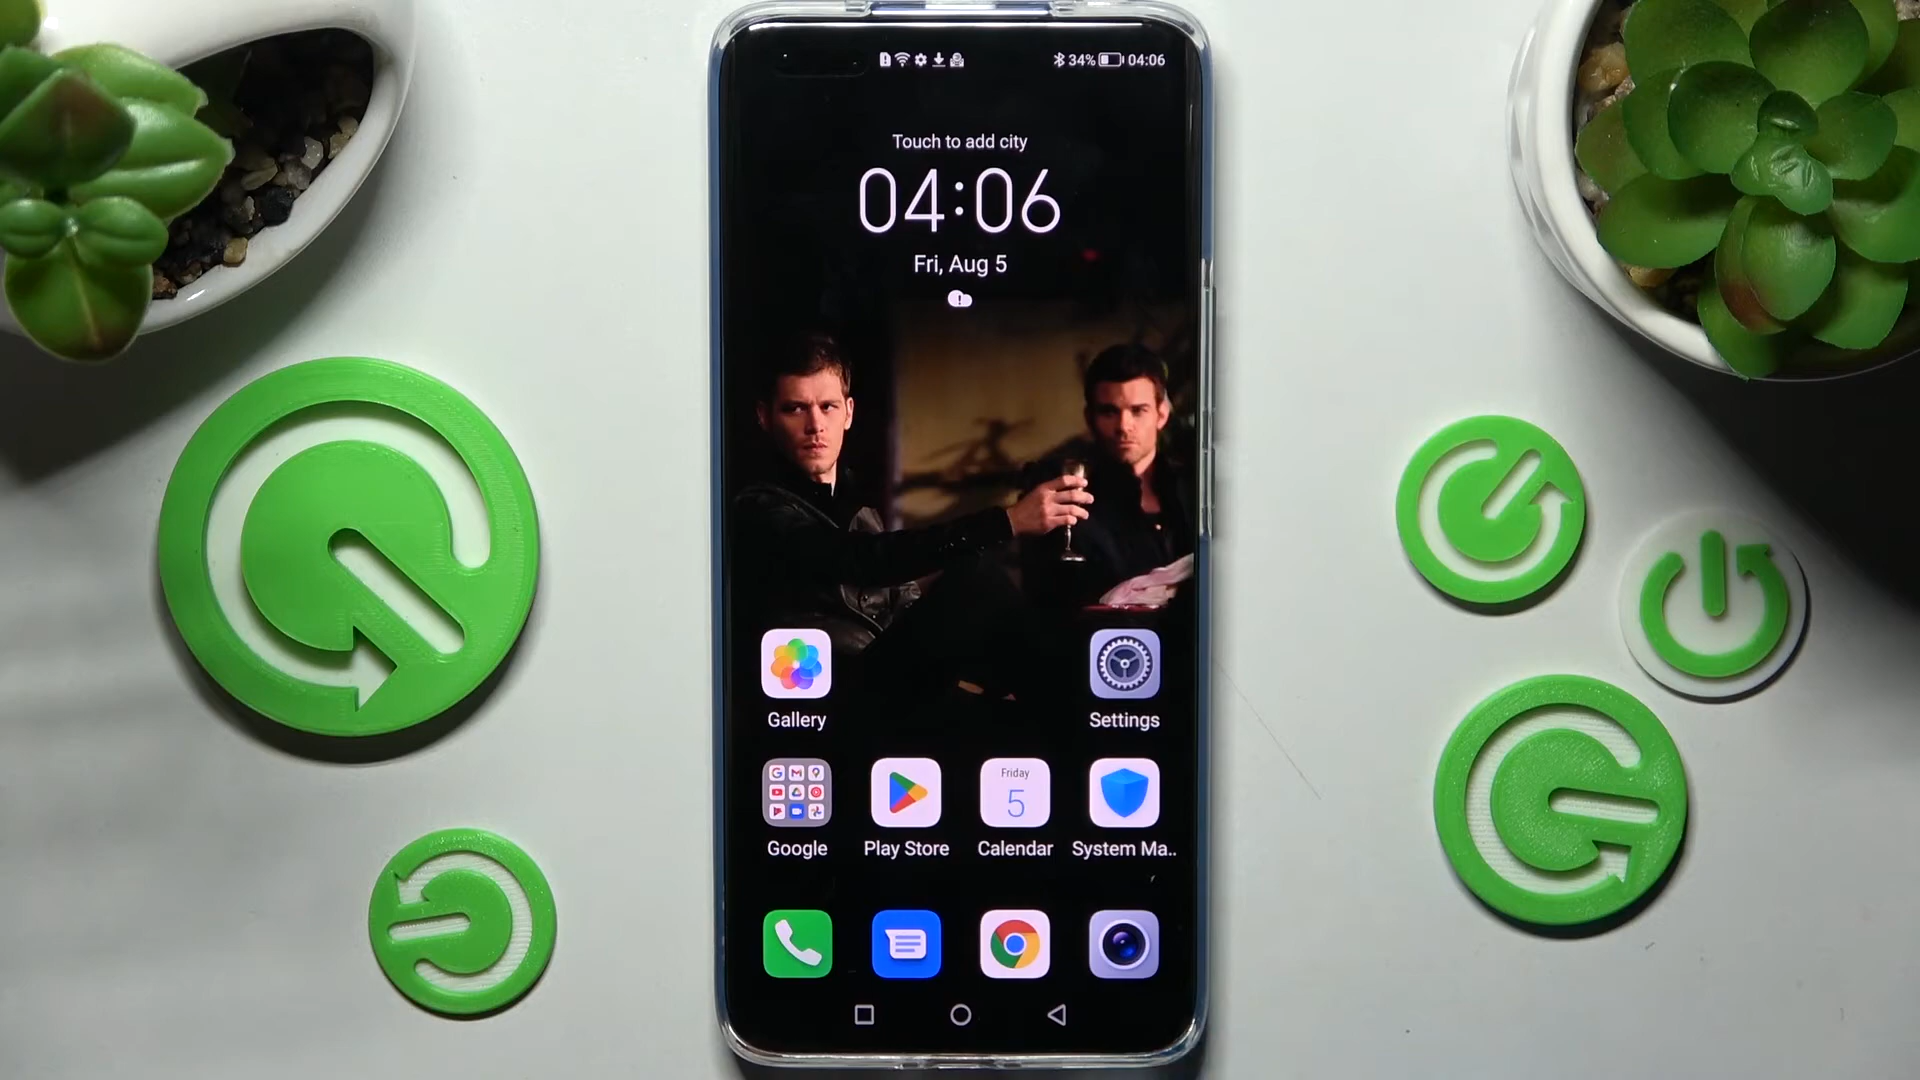 34% 04:06
Touch to add city
04:06
Fri, Aug 5
Gallery
Settings
Friday
5
Google
Play Store
Calendar
System Ma..